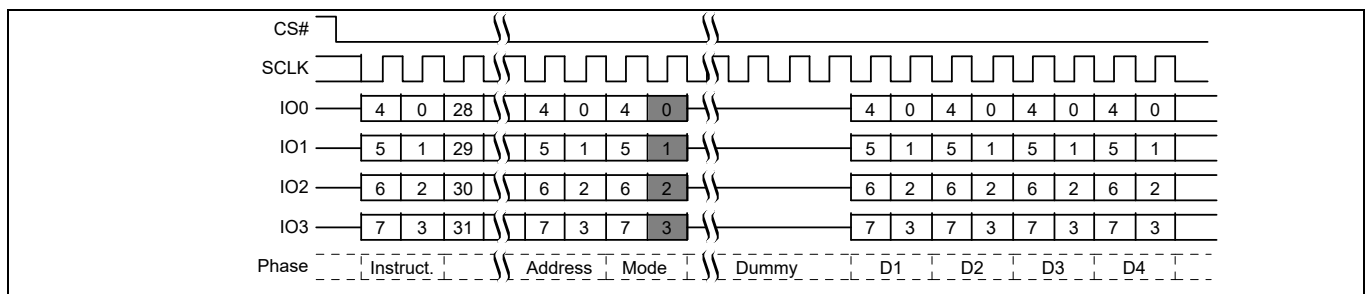 CS#
SCLK
IO0 4 0 28 4 0 4 0 4 0 4 0 4 0 4 0
IO1 5 1 29 5 1 5 1 5 1 5 1 5 1 5 1
IO2 6 2 30 6 2 6 2 6 2 6 2 6 2 6 2
IO3 7 3 31 7 3 7 3 7 3 7 3 7 3 7 3
Phase Instruct. Address Mode Dummy D1 D2 D3 D4